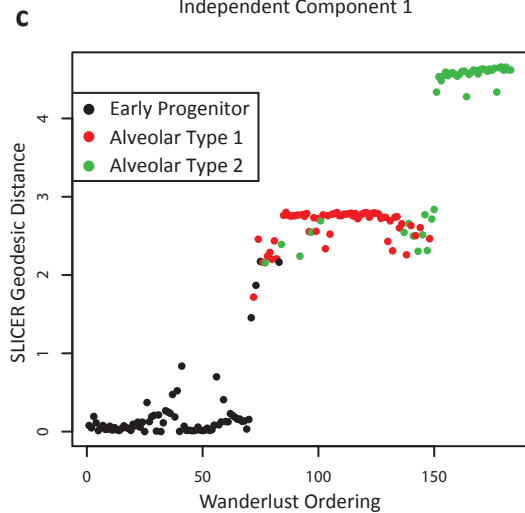 Independent Component 1
c
Early Progenitor
Alveolar Type 1
Alveolar Type 2
SLICER Geodesic Distance
4
3
2
1
0
0 50 100 150
Wanderlust Ordering